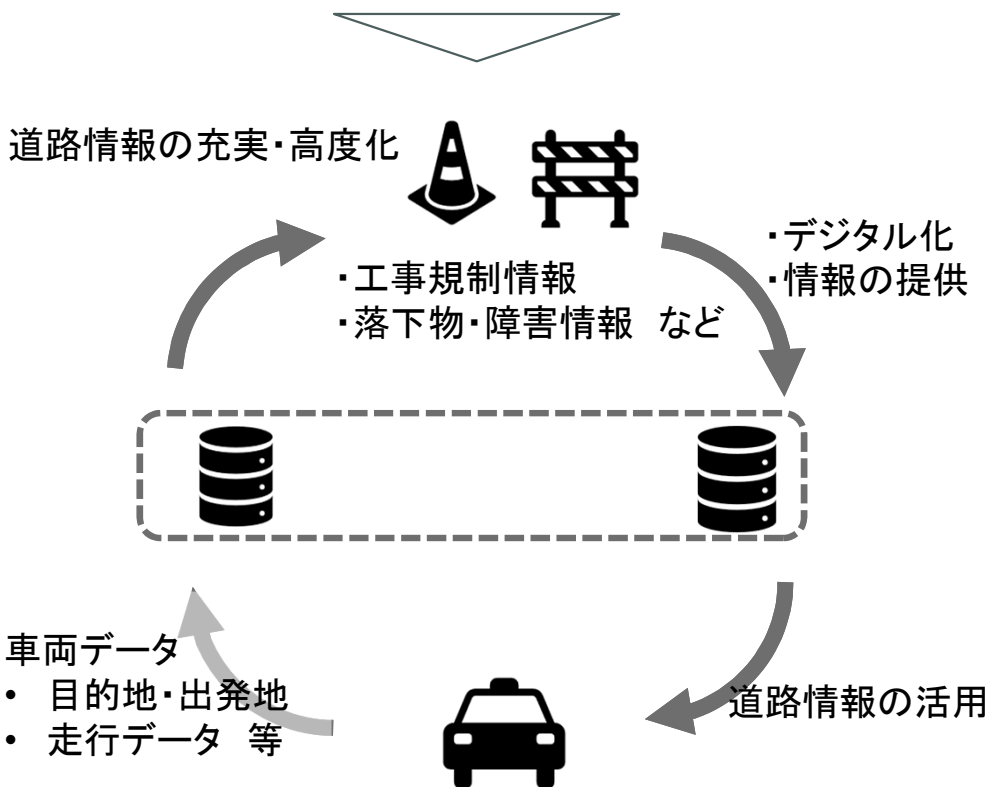 道路情報の充実・高度化
・工事規制情報
・落下物・障害情報　など
・デジタル化
・情報の提供
車両データ
• 目的地・出発地
• 走行データ　等
道路情報の活用